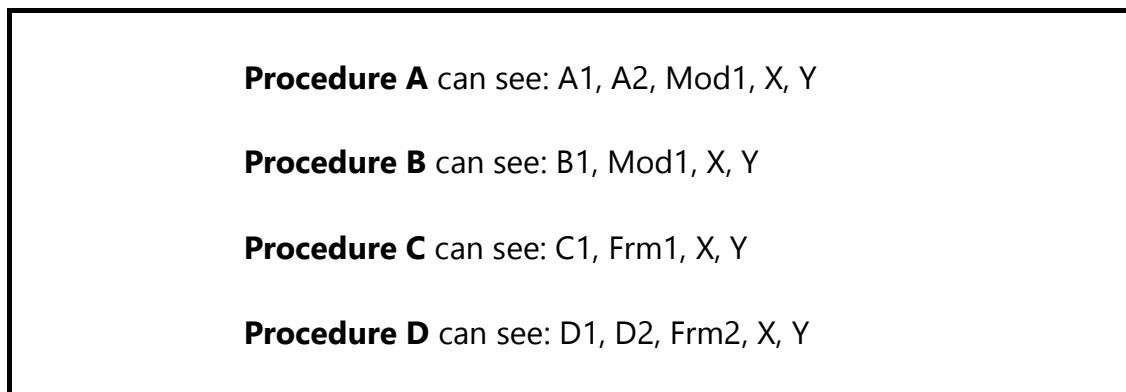 Procedure A can see: A1, A2, Mod1, X, Y
Procedure B can see: B1, Mod1, X, Y
Procedure C can see: C1, Frm1, X, Y
Procedure D can see: D1, D2, Frm2, X, Y